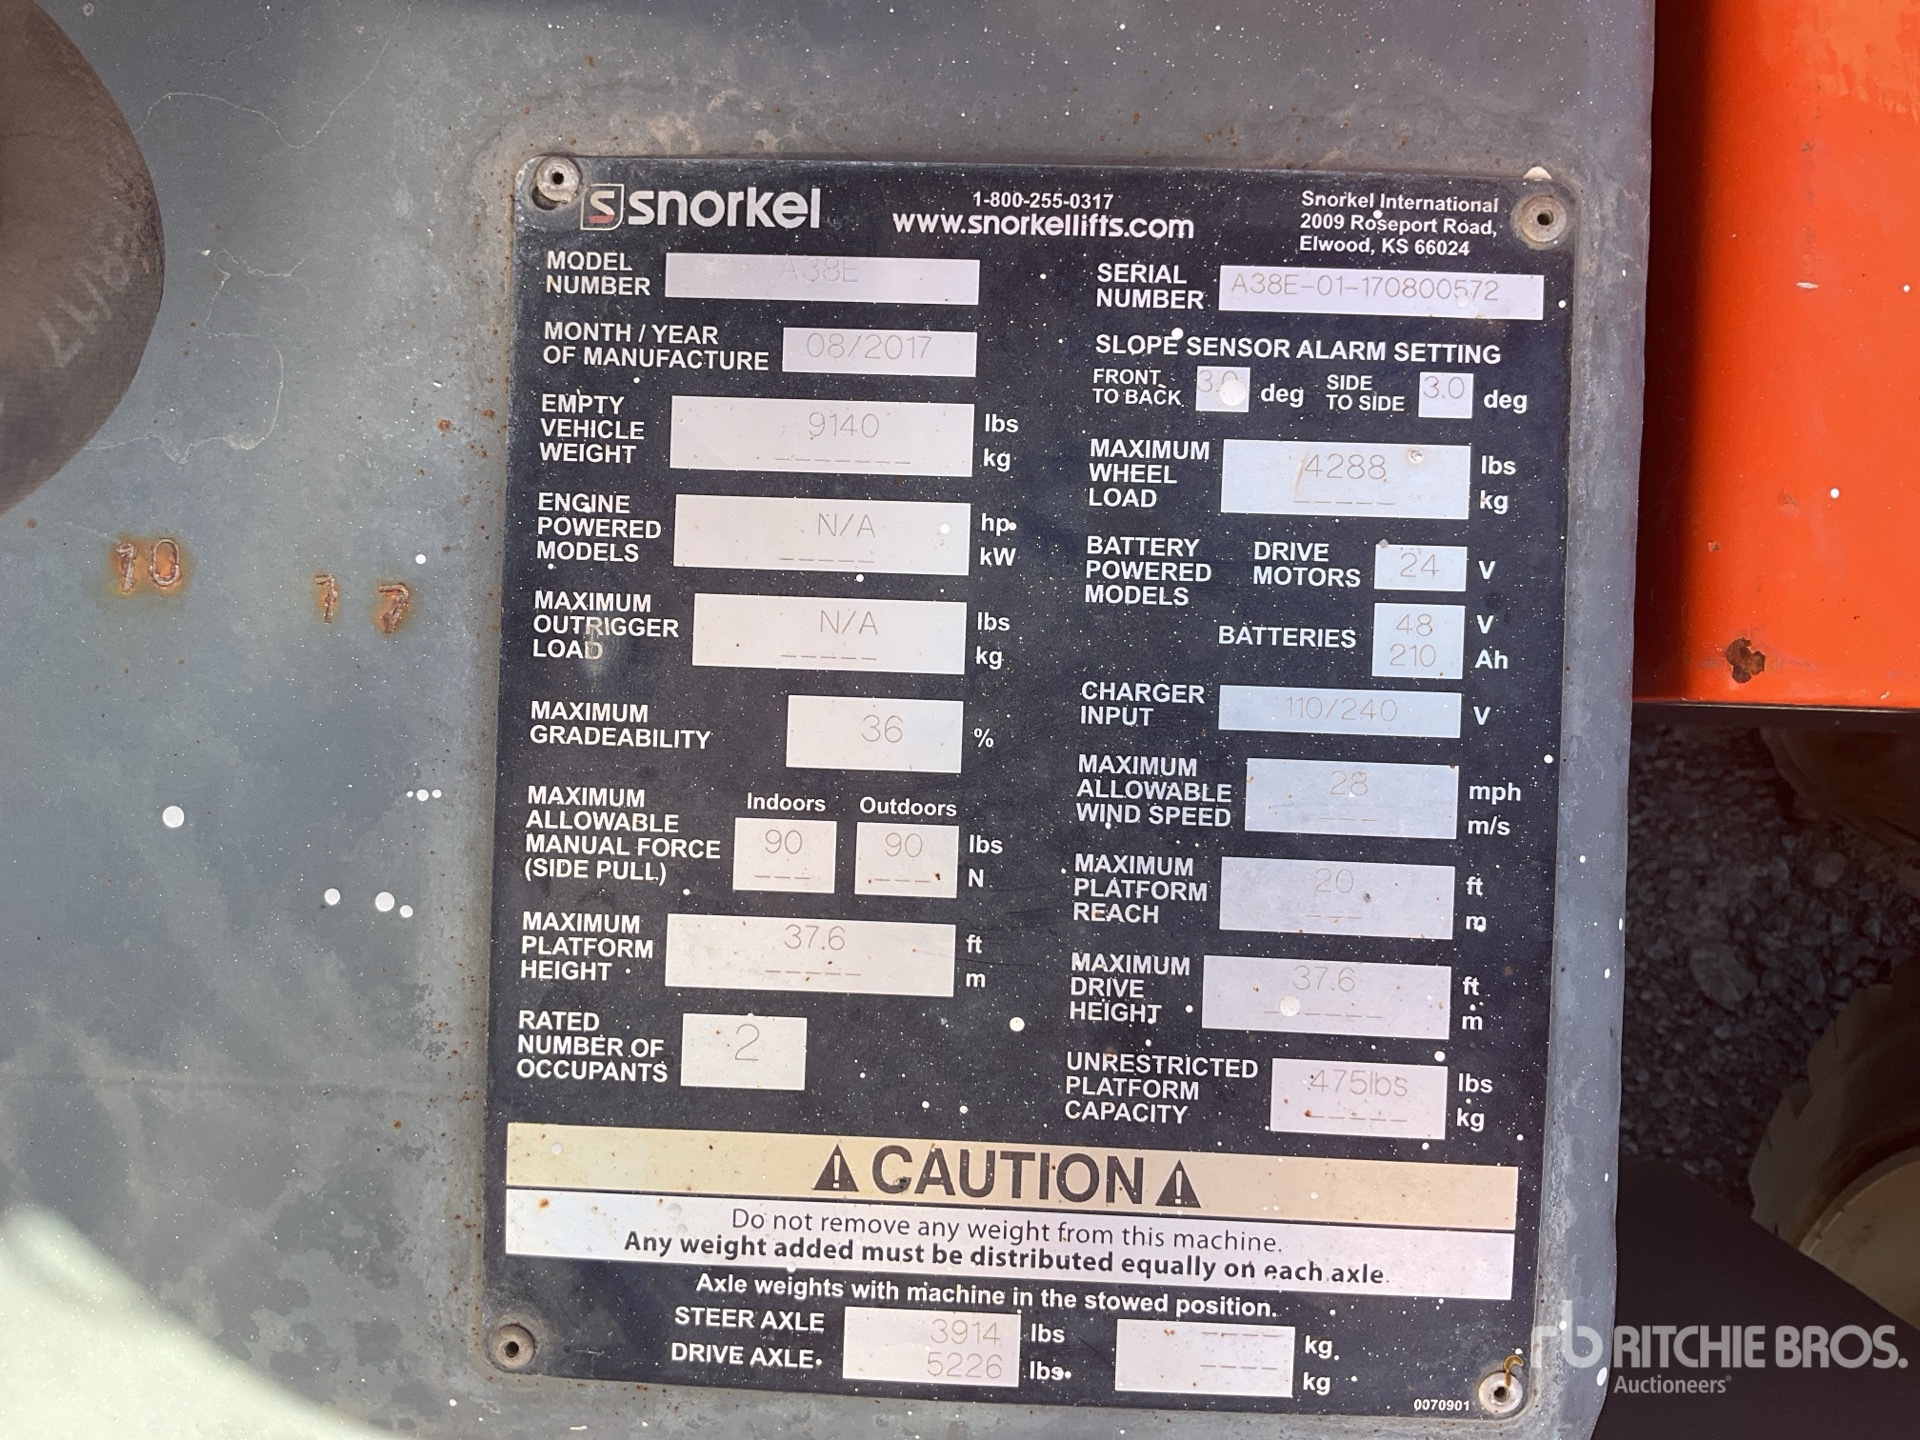 snorkel
1-800-255-0317
www.snorkellifts.com
Snorkel International
2009 Roseport Road,
Elwood, KS 66024
MODEL
NUMBER
A38E
SERIAL
NUMBER
A38E-01-170800572
MONTH / YEAR
OF MANUFACTURE
08/2017
SLOPE SENSOR ALARM SETTING
FRONT
TO BACK
3.0
deg
SIDE
TO SIDE
3.0
deg
EMPTY
VEHICLE
WEIGHT
9140
lbs
kg
MAXIMUM
WHEEL
LOAD
4288
lbs
kg
ENGINE
POWERED
MODELS
N/A
hp
kW
BATTERY
POWERED
MODELS
DRIVE
MOTORS
24
V
BATTERIES
48
V
210
Ah
MAXIMUM
OUTRIGGER
LOAD
N/A
lbs
kg
CHARGER
INPUT
110/240
V
MAXIMUM
GRADEABILITY
36
%
MAXIMUM
ALLOWABLE
WIND SPEED
28
mph
m/s
MAXIMUM
ALLOWABLE
MANUAL FORCE
(SIDE PULL)
Indoors
Outdoors
90
90
lbs
N
MAXIMUM
PLATFORM
REACH
20
ft
m
MAXIMUM
PLATFORM
HEIGHT
37.6
ft
m
MAXIMUM
DRIVE
HEIGHT
37.6
ft
m
RATED
NUMBER OF
OCCUPANTS
2
UNRESTRICTED
PLATFORM
CAPACITY
475lbs
lbs
kg
CAUTION
Do not remove any weight from this machine.
Any weight added must be distributed equally on each axle.
Axle weights with machine in the stowed position.
STEER AXLE
3914
lbs
kg
DRIVE AXLE
5226
lbs
kg
0070901
10
17
rb RITCHIE BROS.
Auctioneers